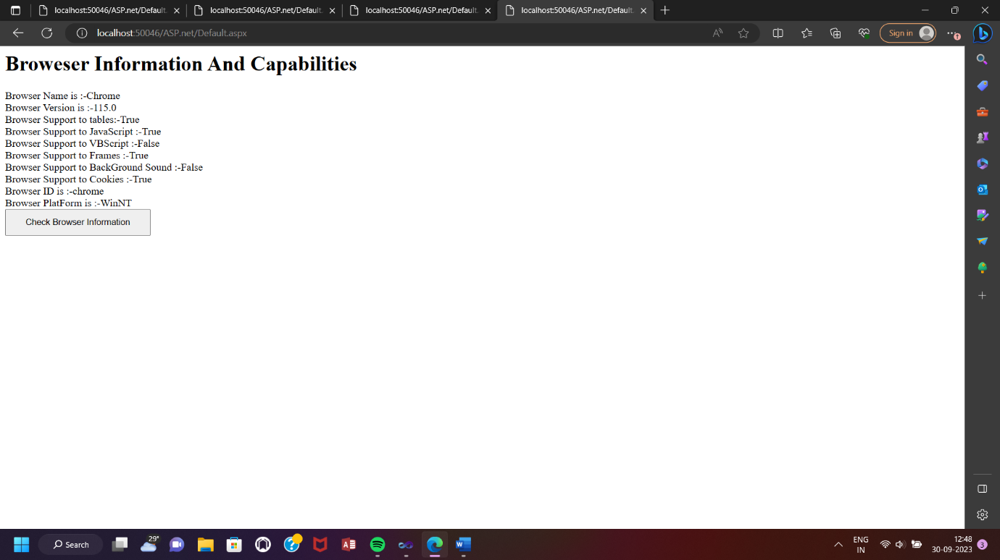 localhost:50046/ASP.net/Default.
localhost:50046/ASP.net/Default.
localhost:50046/ASP.net/Default.
localhost:50046/ASP.net/Default.
localhost:50046/ASP.net/Default.aspx
Sign in
1
Broweser Information And Capabilities
Browser Name is :-Chrome
Browser Version is :-115.0
Browser Support to tables:-True
Browser Support to JavaScript :-True
Browser Support to VBScript :-False
Browser Support to Frames :-True
Browser Support to BackGround Sound :-False
Browser Support to Cookies :-True
Browser ID is :-chrome
Browser PlatForm is :-WinNT
Check Browser Information
Search
29°
ENG
IN
12:48
30-09-2023
3